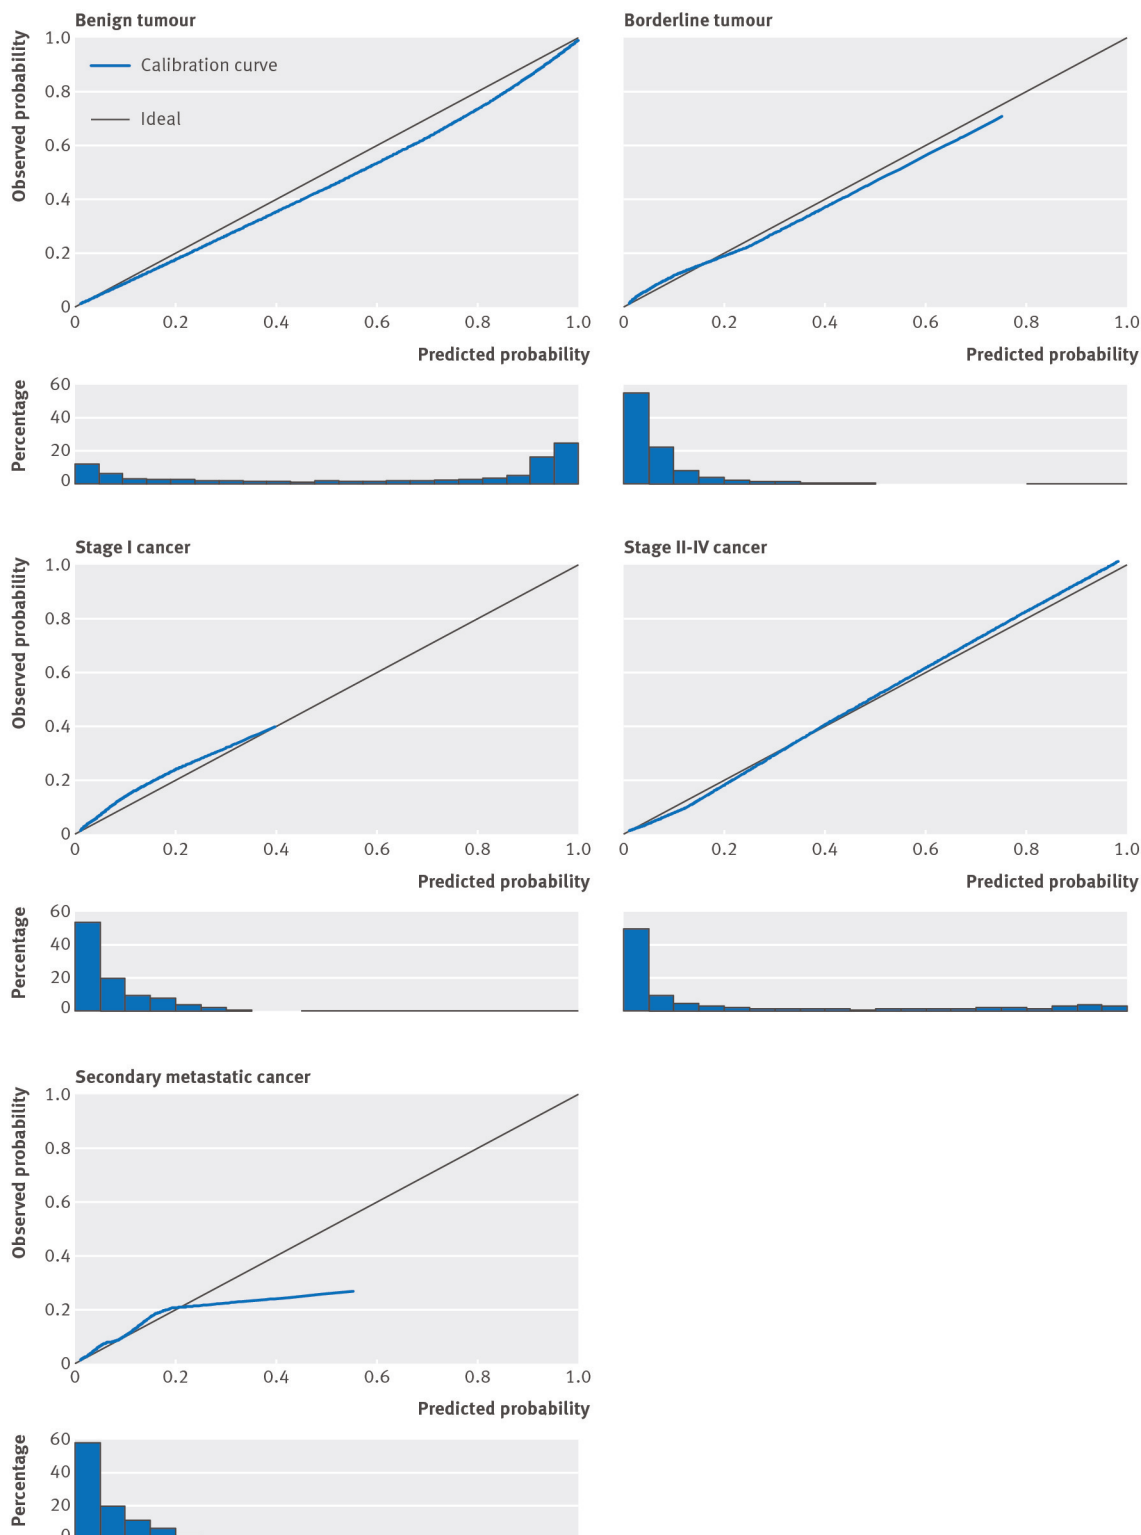 Benign tumour
Observed probability
1.0
0.8
0.6
0.4
0.2
0
Calibration curve
Ideal
0 0.2 0.4 0.6 0.8 1.0
Predicted probability
Percentage
60
40
20
0
Borderline tumour
0 0.2 0.4 0.6 0.8 1.0
Predicted probability
Stage I cancer
Observed probability
1.0
0.8
0.6
0.4
0.2
0
0 0.2 0.4 0.6 0.8 1.0
Predicted probability
Percentage
60
40
20
0
Stage II-IV cancer
0 0.2 0.4 0.6 0.8 1.0
Predicted probability
Secondary metastatic cancer
Observed probability
1.0
0.8
0.6
0.4
0.2
0
0 0.2 0.4 0.6 0.8 1.0
Predicted probability
Percentage
60
40
20
0